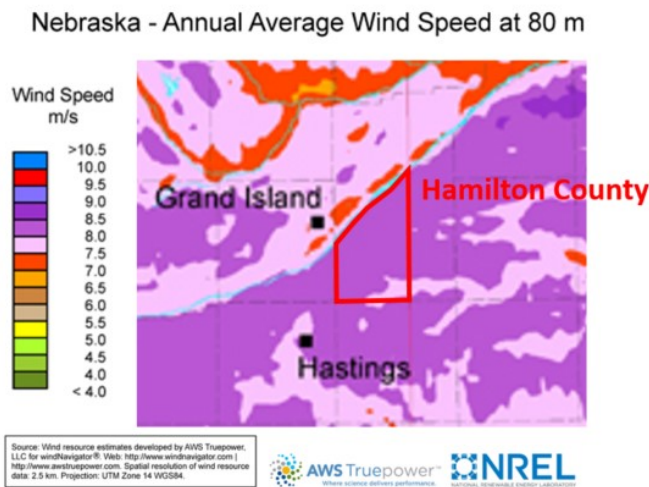 Nebraska - Annual Average Wind Speed at 80 m
Wind Speed
m/s
>10.5
10.0
9.5
9.0
8.5
8.0
7.5
7.0
6.5
6.0
5.5
5.0
4.5
4.0
< 4.0
Grand Island
Hamilton County
Hastings
Source: Wind resource estimates developed by AWS Truepower,
LLC for windNavigator®. Web: http://www.windnavigator.com |
http://www.awstruepower.com. Spatial resolution of wind resource
data: 2.5 km. Projection: UTM Zone 14 WGS84.
AWS Truepower™
Where science delivers performance.
NREL
NATIONAL RENEWABLE ENERGY LABORATORY